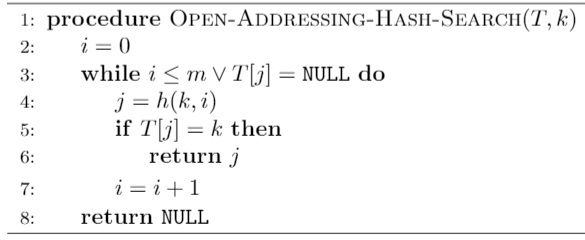 1: procedure OPEN-ADDRESSING-HASH-SEARCH(T, k)
2: i = 0
3: while i ≤ m ∨ T[j] = NULL do
4: j = h(k, i)
5: if T[j] = k then
6: return j
7: i = i + 1
8: return NULL